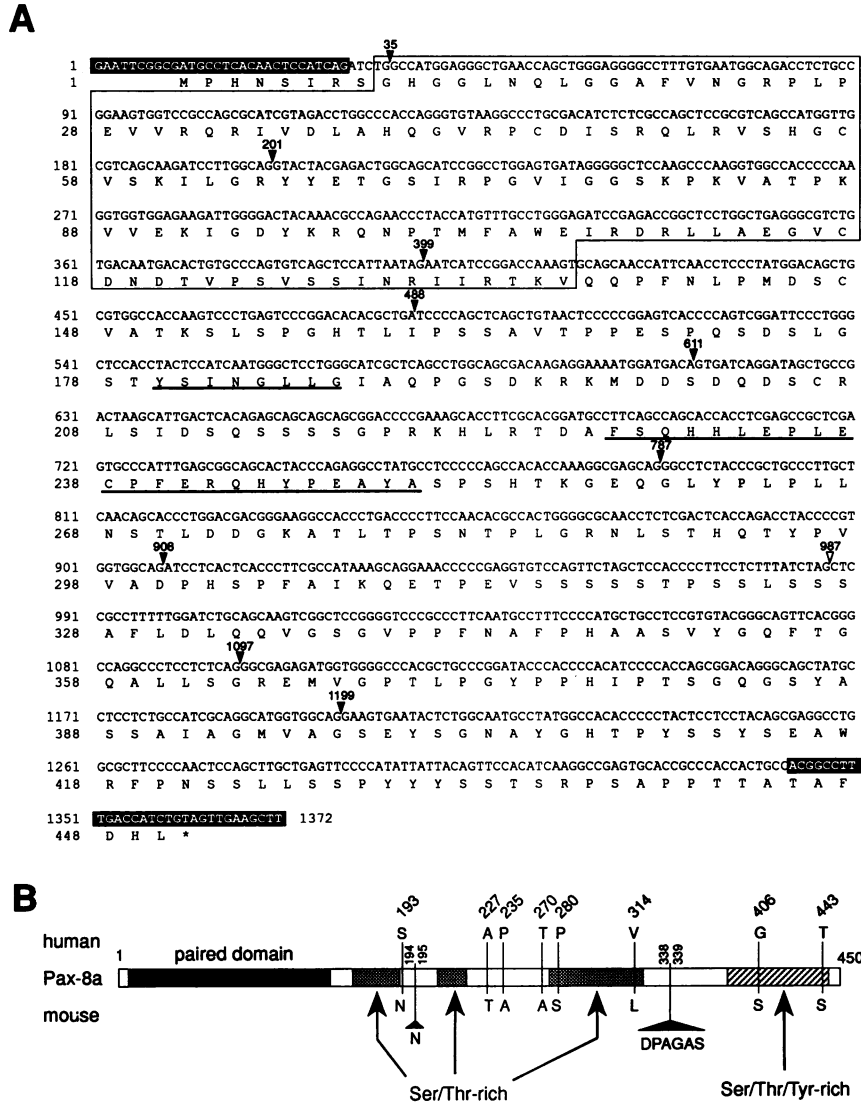 A
35
1 GAATTCGGCGATGCCTCACAACTCCATCAGATCTGGCCATGGAGGGCTGAACCAGCTGGGAGGGGCCTTTGTGAATGGCAGACCTCTGCC
1 M P H N S I R S G H G G L N Q L G G A F V N G R P L P
91 GGAAGTGGTCCGCCAGCGCATCGTAGACCTGGCCCACCAGGGTGTAAGGCCCTGCGACATCTCTCGCCAGCTCCGCGTCAGCCATGGTTG
28 E V V R Q R I V D L A H Q G V R P C D I S R Q L R V S H G C
201
181 CGTCAGCAAGATCCTTGGCAGGTACTACGAGACTGGCAGCATCCGGCCTGGAGTGATAGGGGGCTCCAAGCCCAAGGTGGCCACCCCCAA
58 V S K I L G R Y Y E T G S I R P G V I G G S K P K V A T P K
271 GGTGGTGGAGAAGATTGGGGACTACAAACGCCAGAACCCTACCATGTTTGCCTGGGAGATCCGAGACCGGCTCCTGGCTGAGGGCGTCTG
88 V V E K I G D Y K R Q N P T M F A W E I R D R L L A E G V C
399
361 TGACAATGACACTGTGCCCAGTGTCAGCTCCATTAATAGAATCATCCGGACCAAAGTGCAGCAACCATTCAACCTCCCTATGGACAGCTG
118 D N D T V P S V S S I N R I I R T K V Q Q P F N L P M D S C
488
451 CGTGGCCACCAAGTCCCTGAGTCCCGGACACACGCTGATCCCCAGCTCAGCTGTAACTCCCCCGGAGTCACCCCAGTCGGATTCCCTGGG
148 V A T K S L S P G H T L I P S S A V T P P E S P Q S D S L G
611
541 CTCCACCTACTCCATCAATGGGCTCCTGGGCATCGCTCAGCCTGGCAGCGACAAGAGGAAAATGGATGACAGTGATCAGGATAGCTGCCG
178 S T Y S I N G L L G I A Q P G S D K R K M D D S D Q D S C R
631 ACTAAGCATTGACTCACAGAGCAGCAGCAGCGGACCCCGAAAGCACCTTCGCACGGATGCCTTCAGCCAGCACCACCTCGAGCCGCTCGA
208 L S I D S Q S S S S G P R K H L R T D A F S Q H H L E P L E
787
721 GTGCCCATTTGAGCGGCAGCACTACCCAGAGGCCTATGCCTCCCCCAGCCACACCAAAGGCGAGCAGGGCCTCTACCCGCTGCCCTTGCT
238 C P F E R Q H Y P E A Y A S P S H T K G E Q G L Y P L P L L
811 CAACAGCACCCTGGACGACGGGAAGGCCACCCTGACCCCTTCCAACACGCCACTGGGGCGCAACCTCTCGACTCACCAGACCTACCCCGT
268 N S T L D D G K A T L T P S N T P L G R N L S T H Q T Y P V
908 987
901 GGTGGCAGATCCTCACTCACCCTTCGCCATAAAGCAGGAAACCCCCGAGGTGTCCAGTTCTAGCTCCACCCCTTCCTCTTTATCTAGCTC
298 V A D P H S P F A I K Q E T P E V S S S S S T P S S L S S S
991 CGCCTTTTTGGATCTGCAGCAAGTCGGCTCCGGGGTCCCGCCCTTCAATGCCTTTCCCCATGCTGCCTCCGTGTACGGGCAGTTCACGGG
328 A F L D L Q Q V G S G V P P F N A F P H A A S V Y G Q F T G
1097
1081 CCAGGCCCTCCTCTCAGGGCGAGAGATGGTGGGGCCCACGCTGCCCGGATACCCACCCCACATCCCCACCAGCGGACAGGGCAGCTATGC
358 Q A L L S G R E M V G P T L P G Y P P H I P T S G Q G S Y A
1199
1171 CTCCTCTGCCATCGCAGGCATGGTGGCAGGAAGTGAATACTCTGGCAATGCCTATGGCCACACCCCCTACTCCTCCTACAGCGAGGCCTG
388 S S A I A G M V A G S E Y S G N A Y G H T P Y S S Y S E A W
1261 GCGCTTCCCCAACTCCAGCTTGCTGAGTTCCCCATATTATTACAGTTCCACATCAAGGCCGAGTGCACCGCCCACCACTGCCACGGCCTT
418 R F P N S S L L S S P Y Y Y S S T S R P S A P P T T A T A F
1351 TGACCATCTGTAGTTGAAGCTT 1372
448 D H L *
B
193 227 235 270 280 314 406 443
human S A P T P V G T
1 paired domain 194 195 338 339 450
Pax-8a
mouse N T A A S L S S
N DPAGAS
Ser/Thr-rich Ser/Thr/Tyr-rich